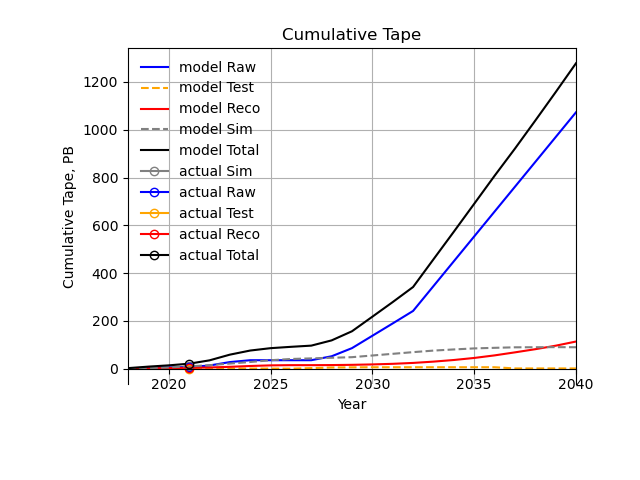 Cumulative Tape
1200
1000
800
600
400
200
0
Cumulative Tape, PB
model Raw
model Test
model Reco
model Sim
model Total
actual Sim
actual Raw
actual Test
actual Reco
actual Total
2020 2025 2030 2035 2040
Year